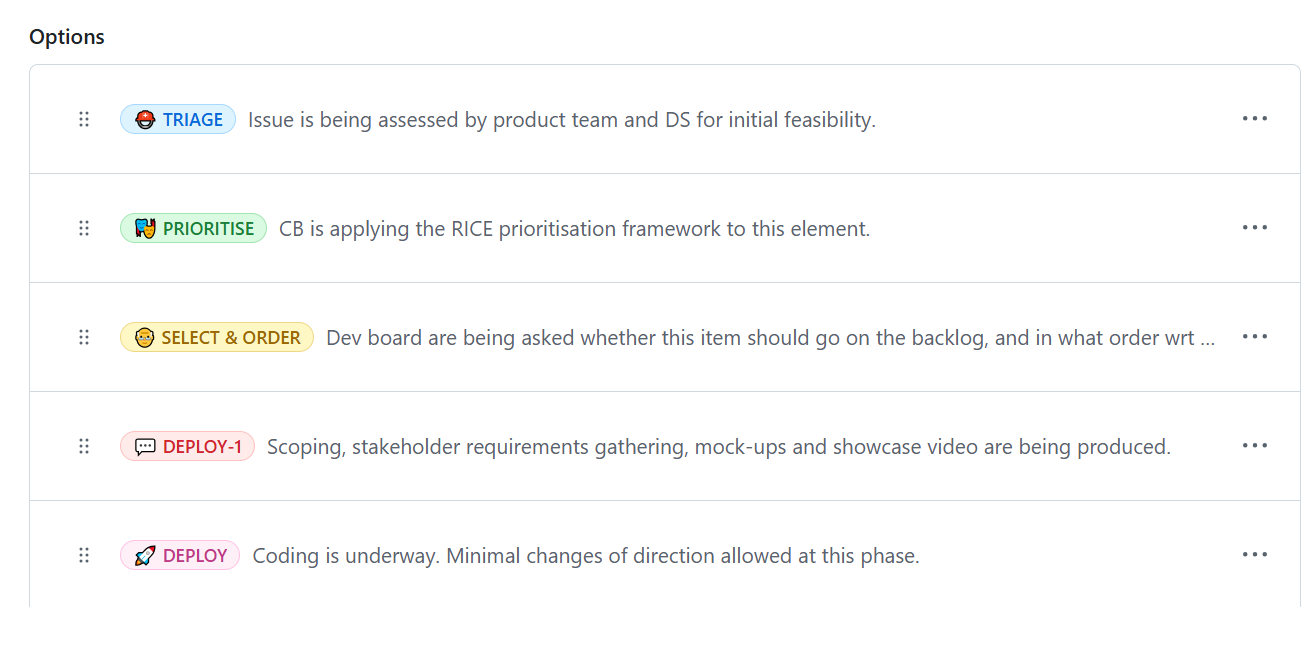 Options
TRIAGE Issue is being assessed by product team and DS for initial feasibility.
PRIORITISE CB is applying the RICE prioritisation framework to this element.
SELECT & ORDER Dev board are being asked whether this item should go on the backlog, and in what order wrt ...
DEPLOY-1 Scoping, stakeholder requirements gathering, mock-ups and showcase video are being produced.
DEPLOY Coding is underway. Minimal changes of direction allowed at this phase.